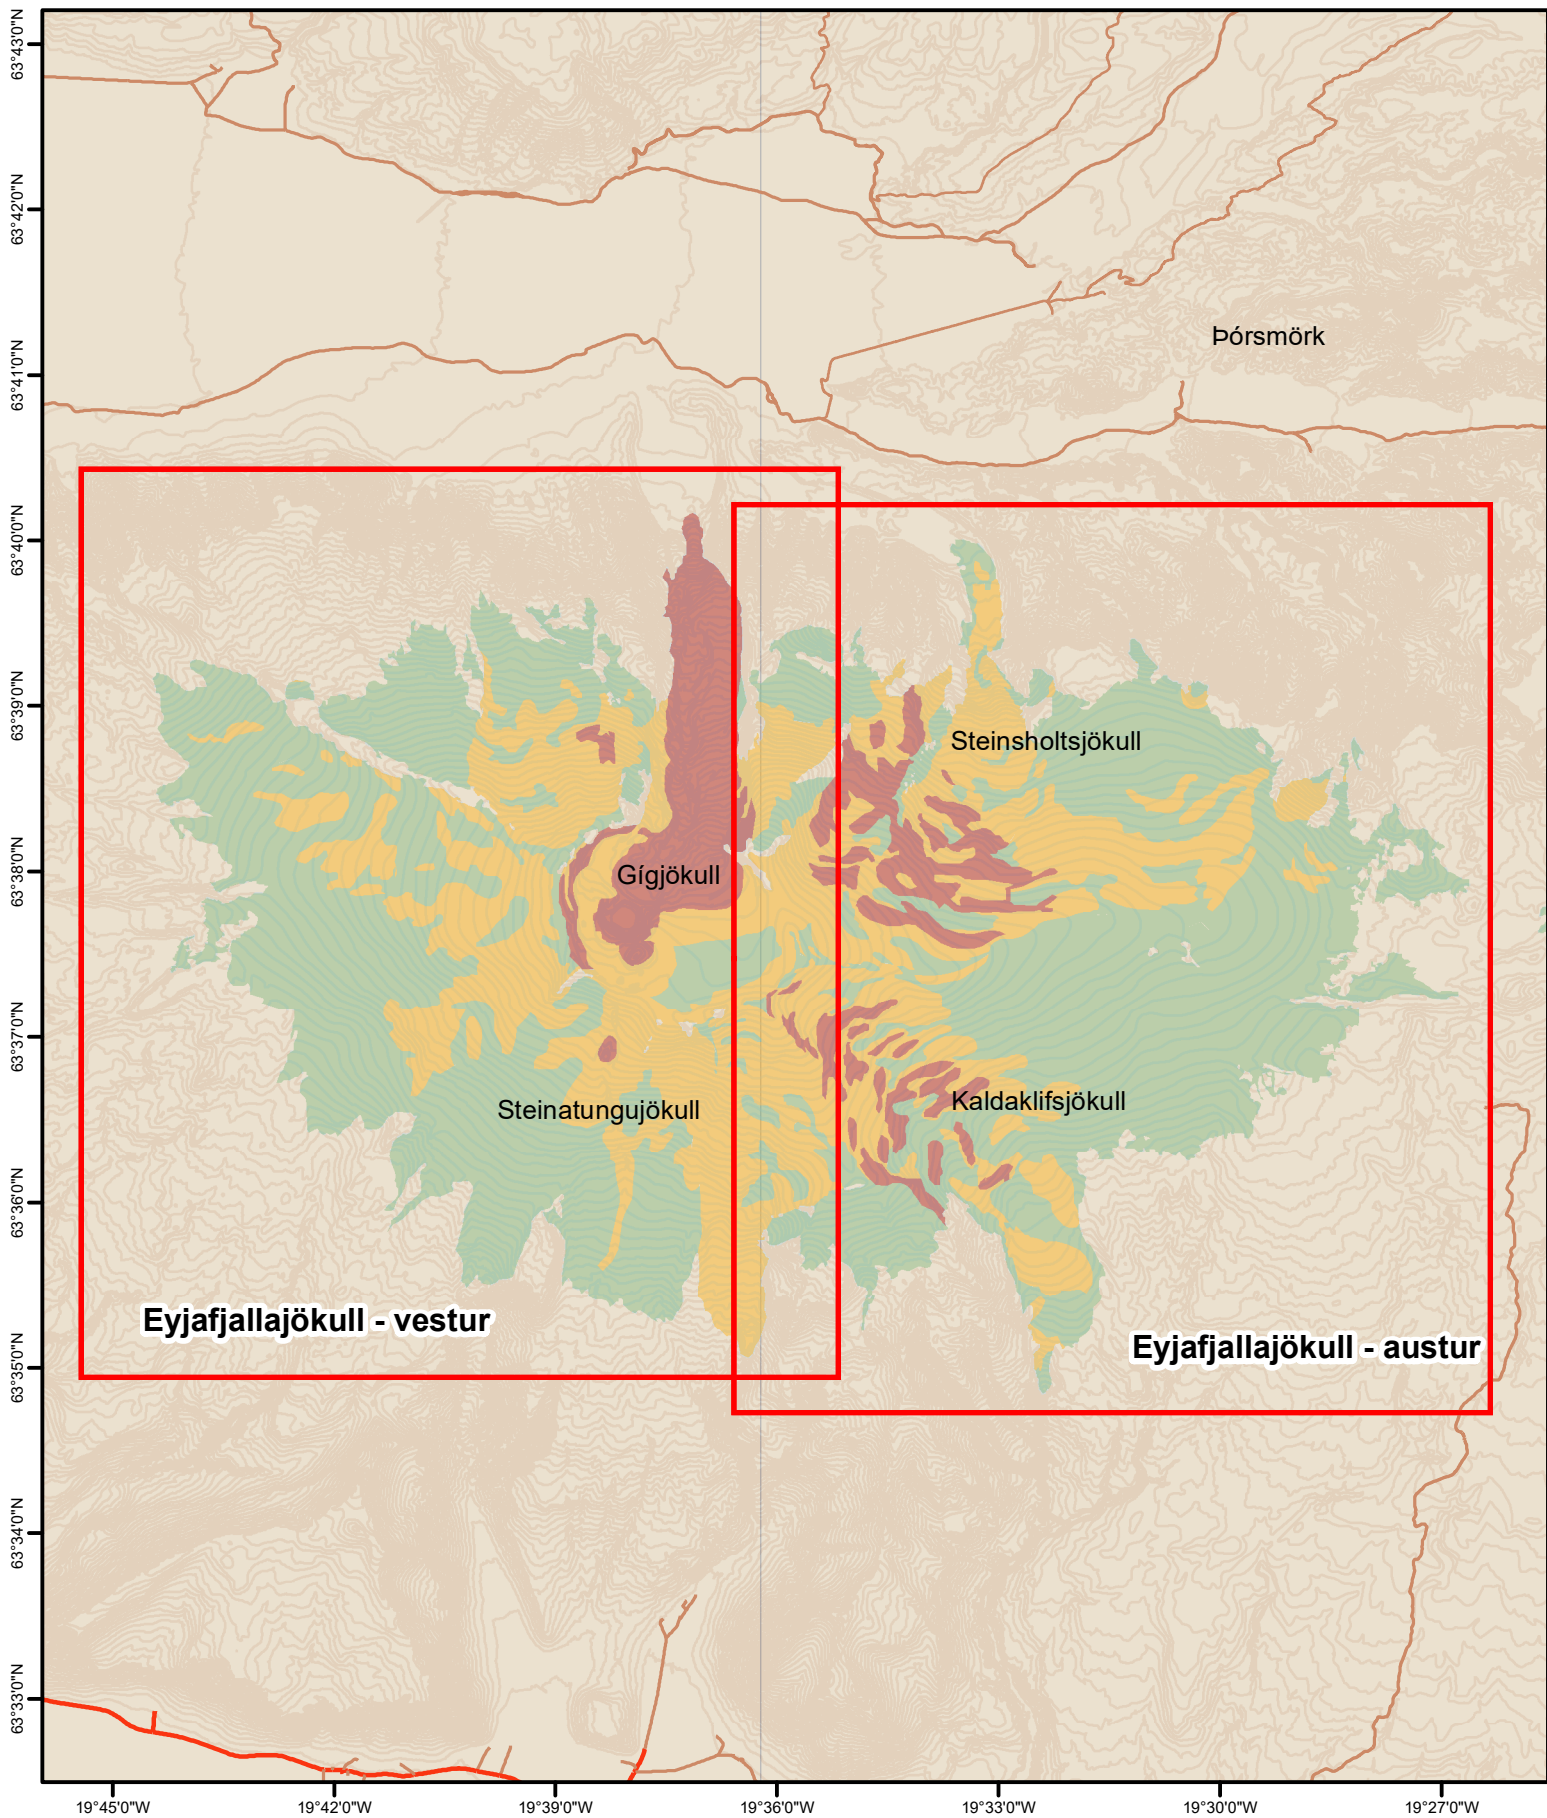 63°43'0"N
63°42'0"N
Þórsmörk
63°41'0"N
63°40'0"N
63°39'0"N
Steinsholtsjökull
63°38'0"N
Gígjökull
63°37'0"N
Steinatungujökull
Kaldaklifsjökull
63°36'0"N
Eyjafjallajökull - vestur
Eyjafjallajökull - austur
63°35'0"N
63°34'0"N
63°33'0"N
19°45'0"W
19°42'0"W
19°39'0"W
19°36'0"W
19°33'0"W
19°30'0"W
19°27'0"W